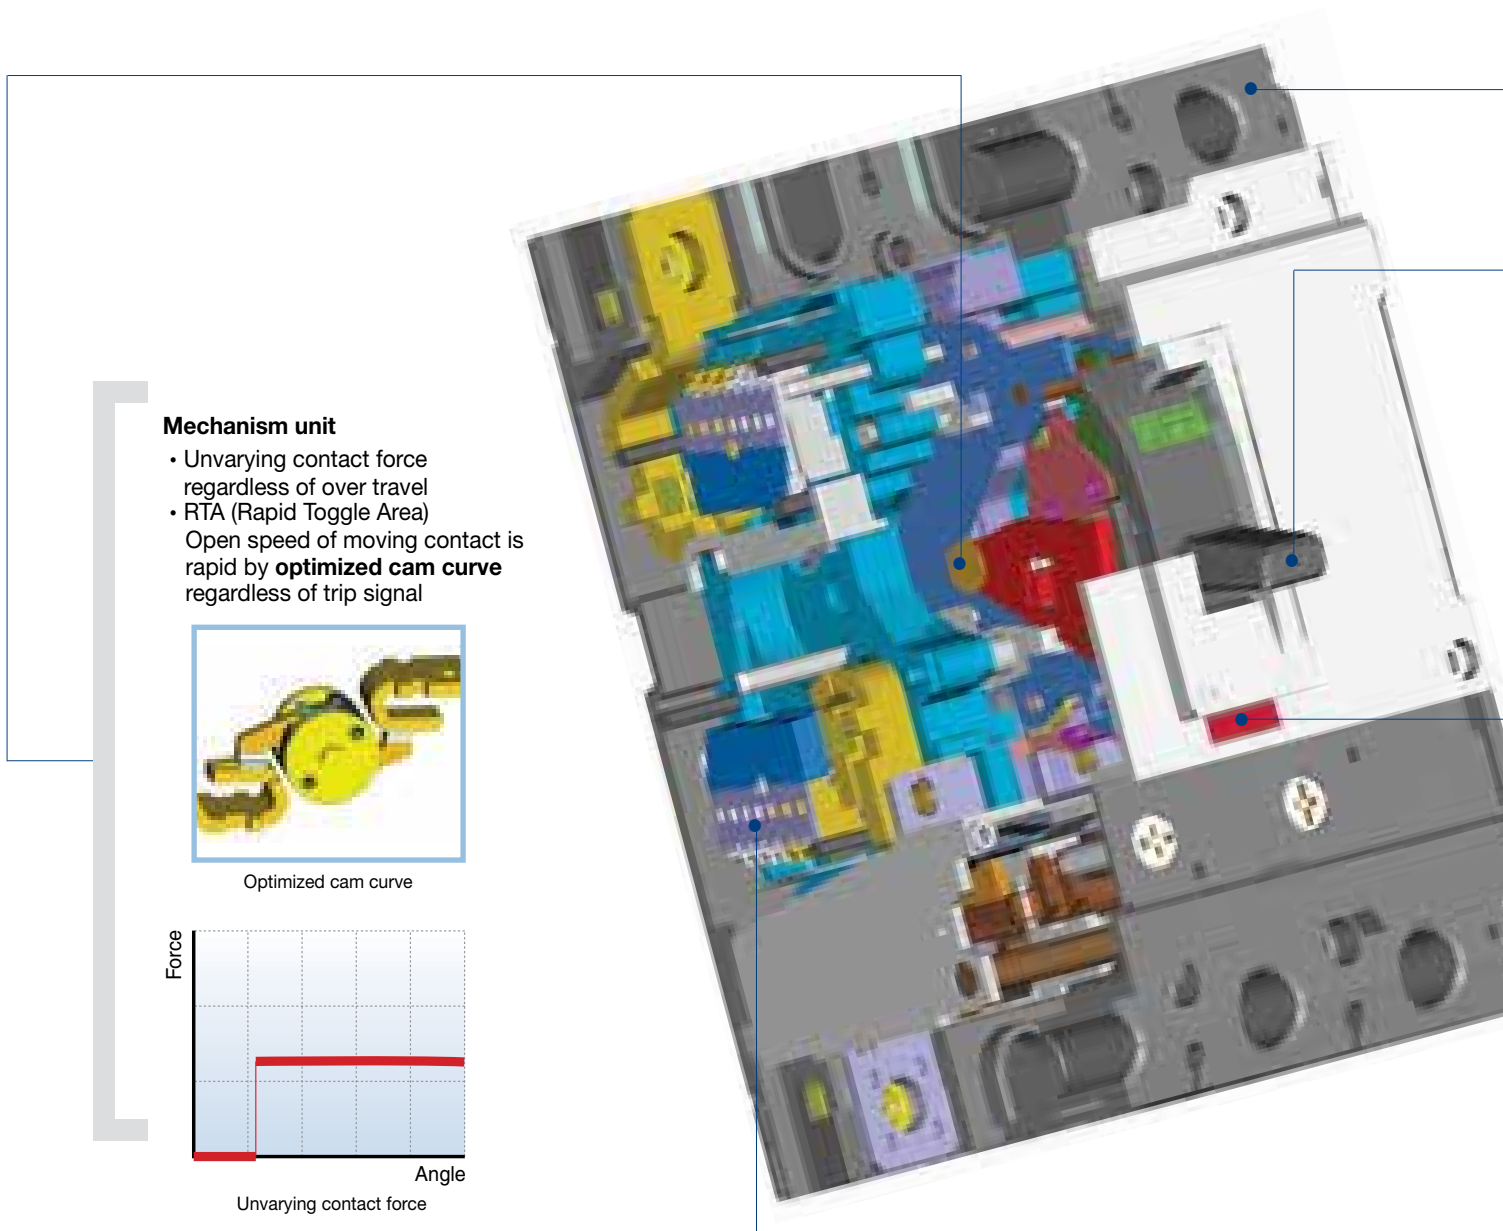 Mechanism unit
• Unvarying contact force
regardless of over travel
• RTA (Rapid Toggle Area)
Open speed of moving contact is
rapid by optimized cam curve
regardless of trip signal
Optimized cam curve
Force
Angle
Unvarying contact force